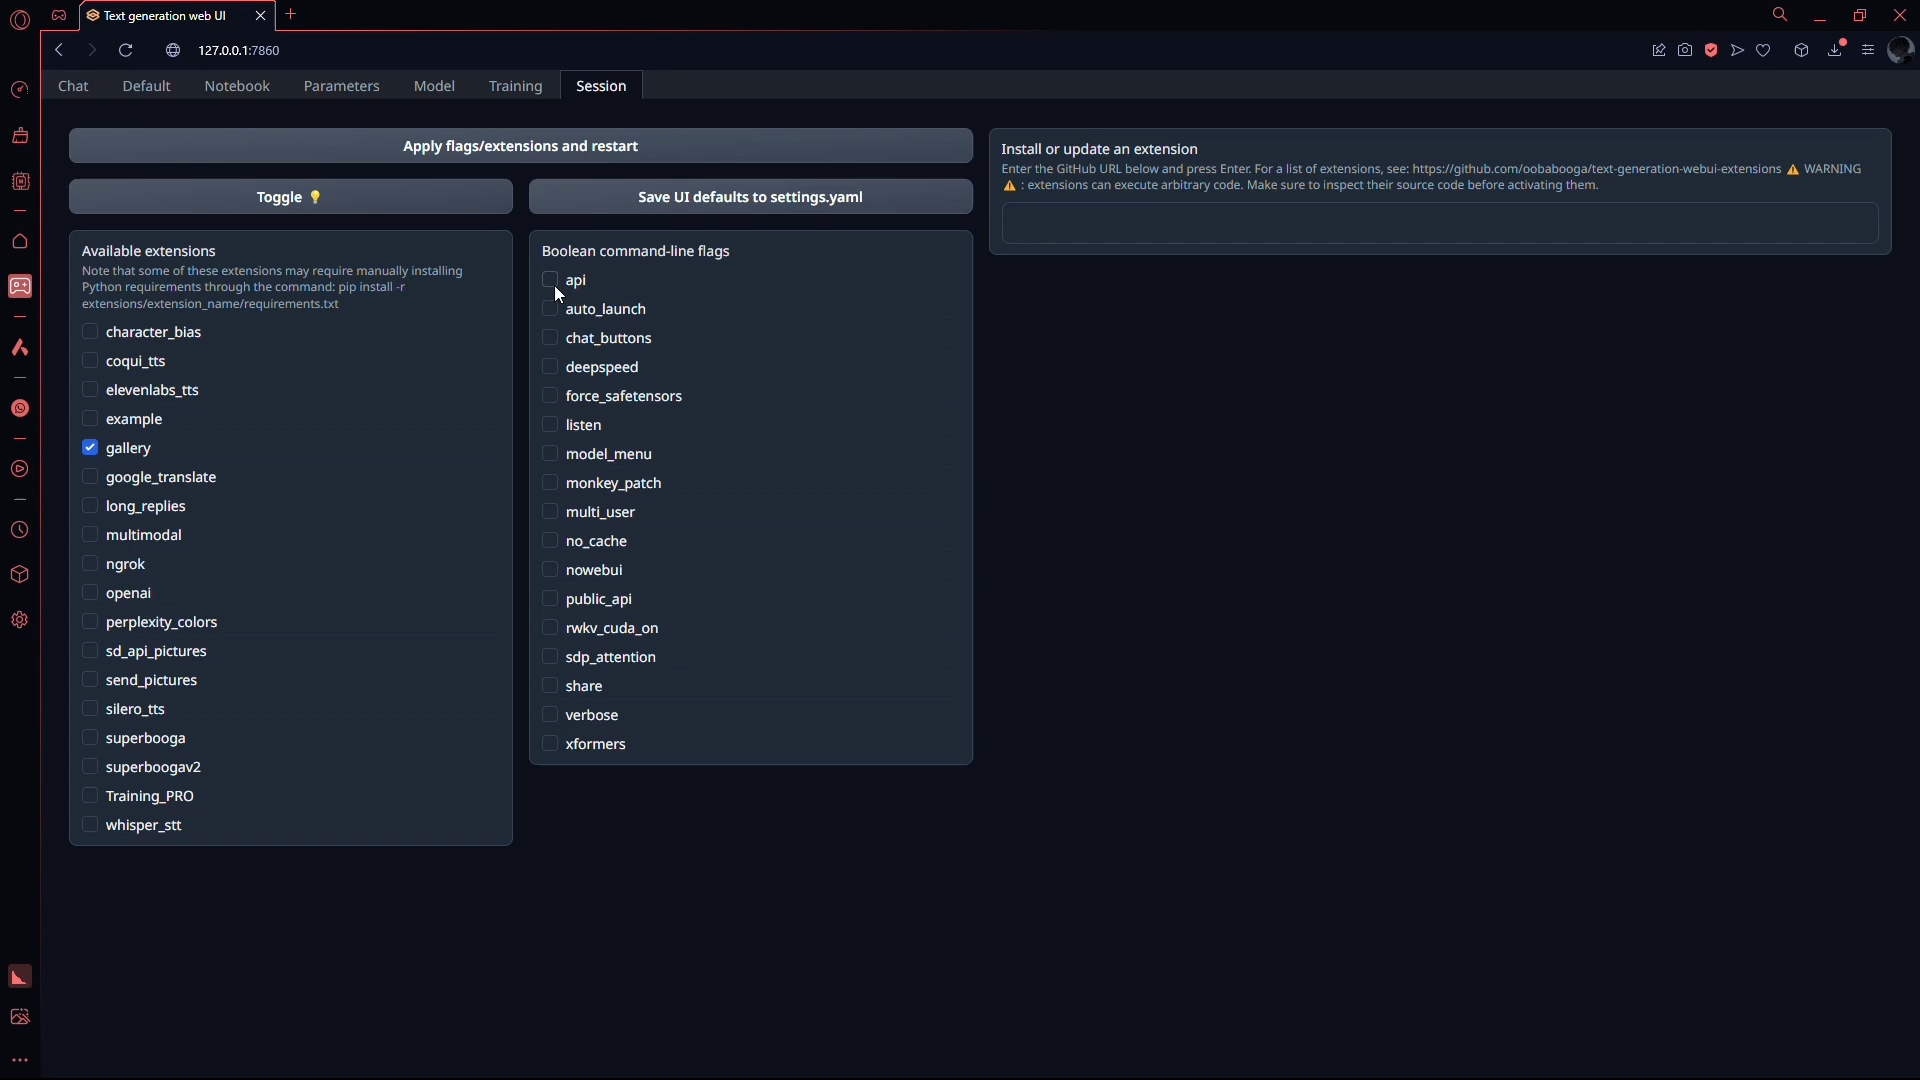 Text generation web UI
127.0.0.1:7860
Chat Default Notebook Parameters Model Training Session
Apply flags/extensions and restart
Toggle 💡 Save UI defaults to settings.yaml
Available extensions
Note that some of these extensions may require manually installing
Python requirements through the command: pip install -r
extensions/extension_name/requirements.txt
character_bias
coqui_tts
elevenlabs_tts
example
gallery
google_translate
long_replies
multimodal
ngrok
openai
perplexity_colors
sd_api_pictures
send_pictures
silero_tts
superbooga
superboogav2
Training_PRO
whisper_stt
Boolean command-line flags
api
auto_launch
chat_buttons
deepspeed
force_safetensors
listen
model_menu
monkey_patch
multi_user
no_cache
nowebui
public_api
rwkv_cuda_on
sdp_attention
share
verbose
xformers
Install or update an extension
Enter the GitHub URL below and press Enter. For a list of extensions, see: https://github.com/oobabooga/text-generation-webui-extensions ⚠ WARNING
⚠ : extensions can execute arbitrary code. Make sure to inspect their source code before activating them.